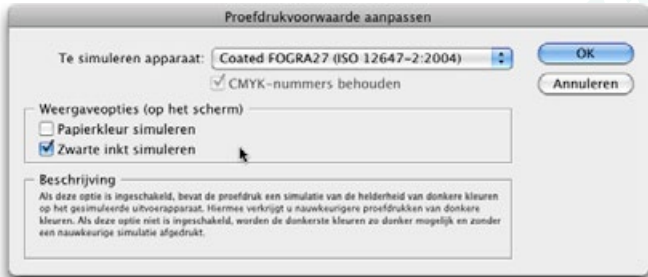 Proefdrukvoorwaarde aanpassen
Te simuleren apparaat: Coated FOGRA27 (ISO 12647-2:2004)
OK
CMYK-nummers behouden
Annuleren
Weergaveopties (op het scherm)
Papierkleur simuleren
Zwarte inkt simuleren
Beschrijving
Als deze optie is ingeschakeld, bevat de proefdruk een simulatie van de helderheid van donkere kleuren
op het gesimuleerde uitvoerapparaat. Hiermee verkrijgt u nauwkeurigere proefdrukken van donkere
kleuren. Als deze optie niet is ingeschakeld, worden de donkerste kleuren zo donker mogelijk en zonder
een nauwkeurige simulatie afgedrukt.